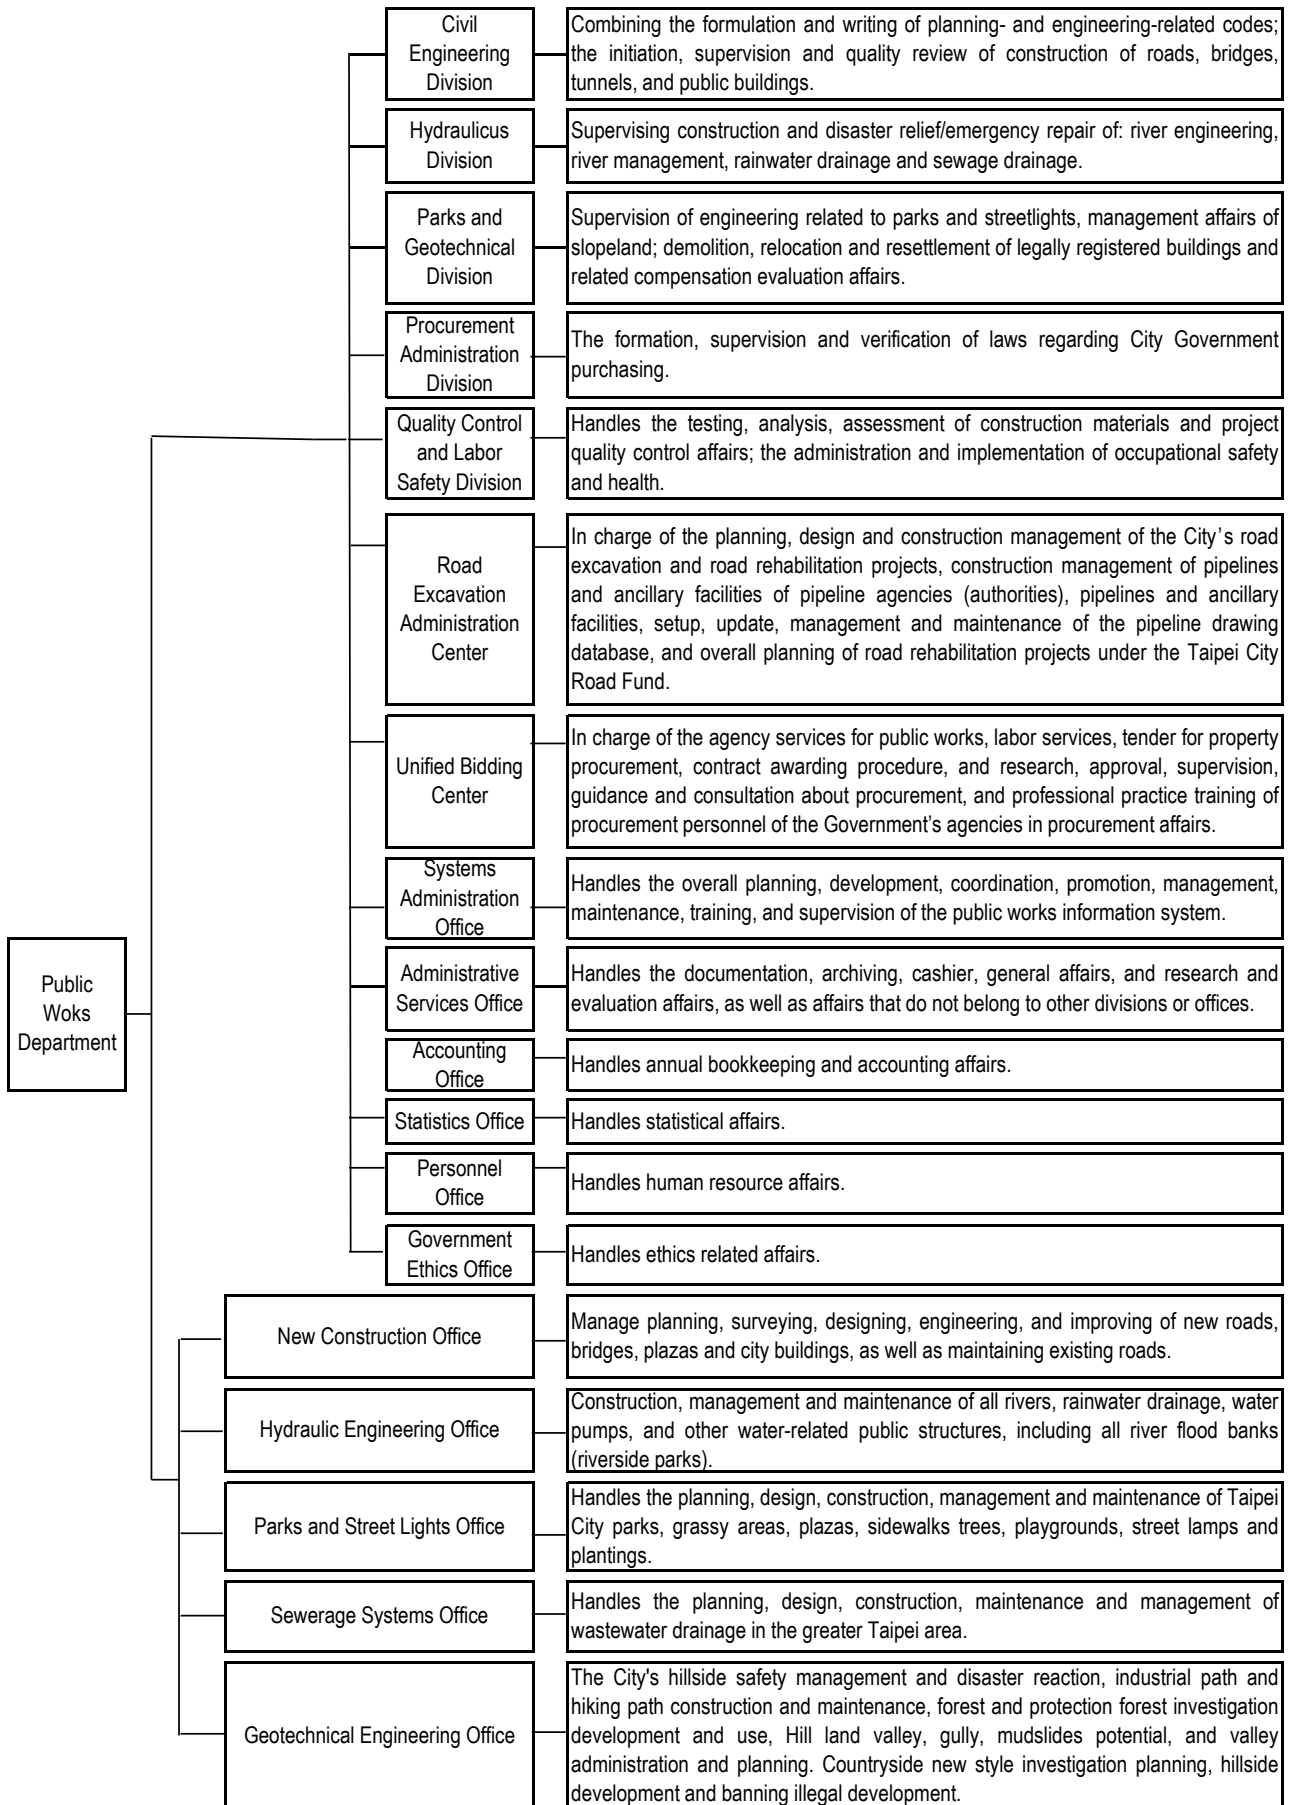 Civil
Engineering
Division
Combining the formulation and writing of planning- and engineering-related codes;
the initiation, supervision and quality review of construction of roads, bridges,
tunnels, and public buildings.
Hydraulicus
Division
Supervising construction and disaster relief/emergency repair of: river engineering,
river management, rainwater drainage and sewage drainage.
Parks and
Geotechnical
Division
Supervision of engineering related to parks and streetlights, management affairs of
slopeland; demolition, relocation and resettlement of legally registered buildings and
related compensation evaluation affairs.
Procurement
Administration
Division
The formation, supervision and verification of laws regarding City Government
purchasing.
Quality Control
and Labor
Safety Division
Handles the testing, analysis, assessment of construction materials and project
quality control affairs; the administration and implementation of occupational safety
and health.
Road
Excavation
Administration
Center
In charge of the planning, design and construction management of the City's road
excavation and road rehabilitation projects, construction management of pipelines
and ancillary facilities of pipeline agencies (authorities), pipelines and ancillary
facilities, setup, update, management and maintenance of the pipeline drawing
database, and overall planning of road rehabilitation projects under the Taipei City
Road Fund.
Unified Bidding
Center
In charge of the agency services for public works, labor services, tender for property
procurement, contract awarding procedure, and research, approval, supervision,
guidance and consultation about procurement, and professional practice training of
procurement personnel of the Government's agencies in procurement affairs.
Systems
Administration
Office
Handles the overall planning, development, coordination, promotion, management,
maintenance, training, and supervision of the public works information system.
Public
Woks
Department
Administrative
Services Office
Handles the documentation, archiving, cashier, general affairs, and research and
evaluation affairs, as well as affairs that do not belong to other divisions or offices.
Accounting
Office
Handles annual bookkeeping and accounting affairs.
Statistics Office
Handles statistical affairs.
Personnel
Office
Handles human resource affairs.
Government
Ethics Office
Handles ethics related affairs.
New Construction Office
Manage planning, surveying, designing, engineering, and improving of new roads,
bridges, plazas and city buildings, as well as maintaining existing roads.
Hydraulic Engineering Office
Construction, management and maintenance of all rivers, rainwater drainage, water
pumps, and other water-related public structures, including all river flood banks
(riverside parks).
Parks and Street Lights Office
Handles the planning, design, construction, management and maintenance of Taipei
City parks, grassy areas, plazas, sidewalks trees, playgrounds, street lamps and
plantings.
Sewerage Systems Office
Handles the planning, design, construction, maintenance and management of
wastewater drainage in the greater Taipei area.
Geotechnical Engineering Office
The City's hillside safety management and disaster reaction, industrial path and
hiking path construction and maintenance, forest and protection forest investigation
development and use, Hill land valley, gully, mudslides potential, and valley
administration and planning. Countryside new style investigation planning, hillside
development and banning illegal development.